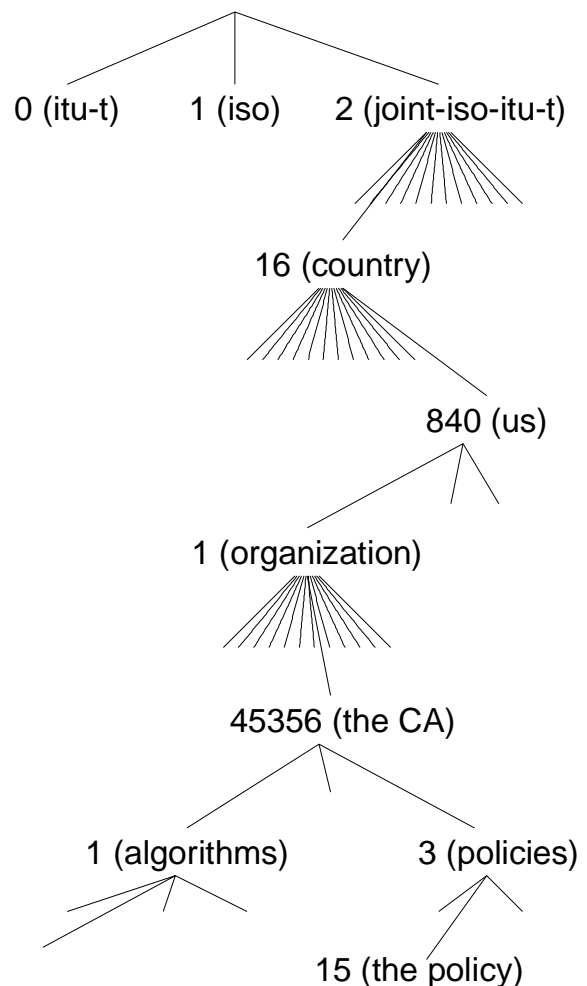 0 (itu-t) 1 (iso) 2 (joint-iso-itu-t)
16 (country)
840 (us)
1 (organization)
45356 (the CA)
1 (algorithms) 3 (policies)
15 (the policy)